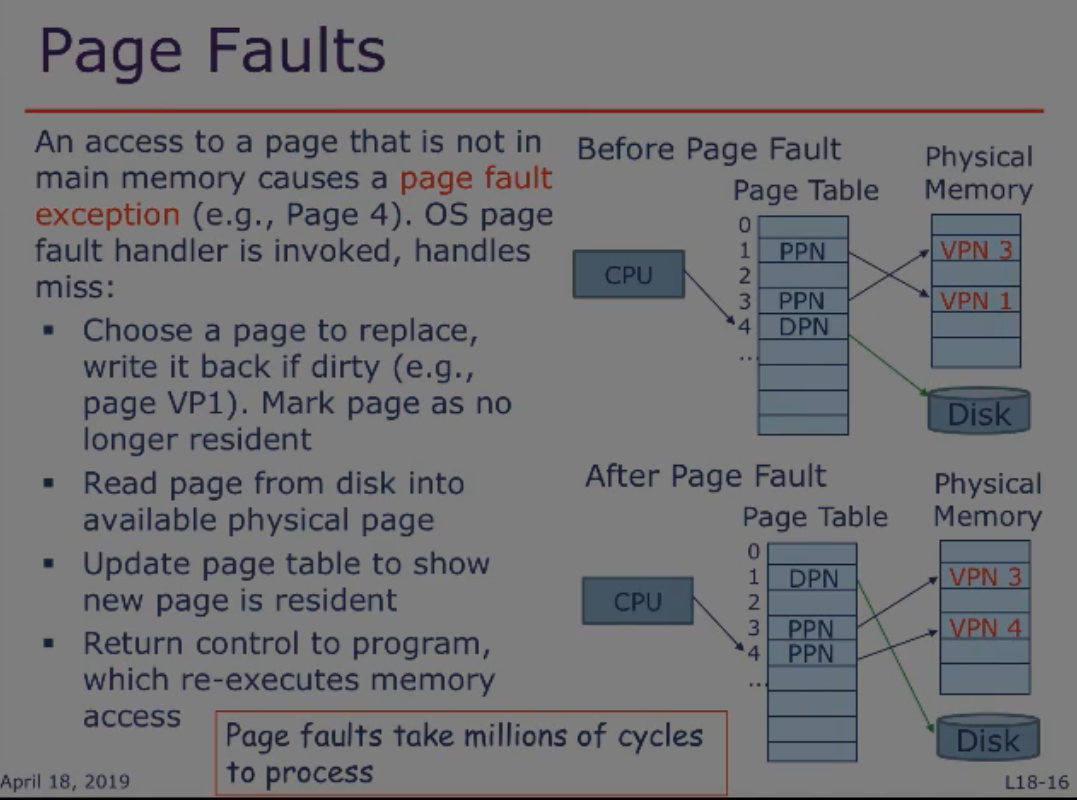 Page Faults
An access to a page that is not in
main memory causes a page fault
exception (e.g., Page 4). OS page
fault handler is invoked, handles
miss:
▪ Choose a page to replace,
write it back if dirty (e.g.,
page VP1). Mark page as no
longer resident
▪ Read page from disk into
available physical page
▪ Update page table to show
new page is resident
▪ Return control to program,
which re-executes memory
access
Page faults take millions of cycles
to process
Before Page Fault
Page Table
Physical
Memory
CPU
0
1 PPN
2
3 PPN
4 DPN
...
VPN 3
VPN 1
Disk
After Page Fault
Page Table
Physical
Memory
CPU
0
1 DPN
2
3 PPN
4 PPN
...
VPN 3
VPN 4
Disk
April 18, 2019
L18-16